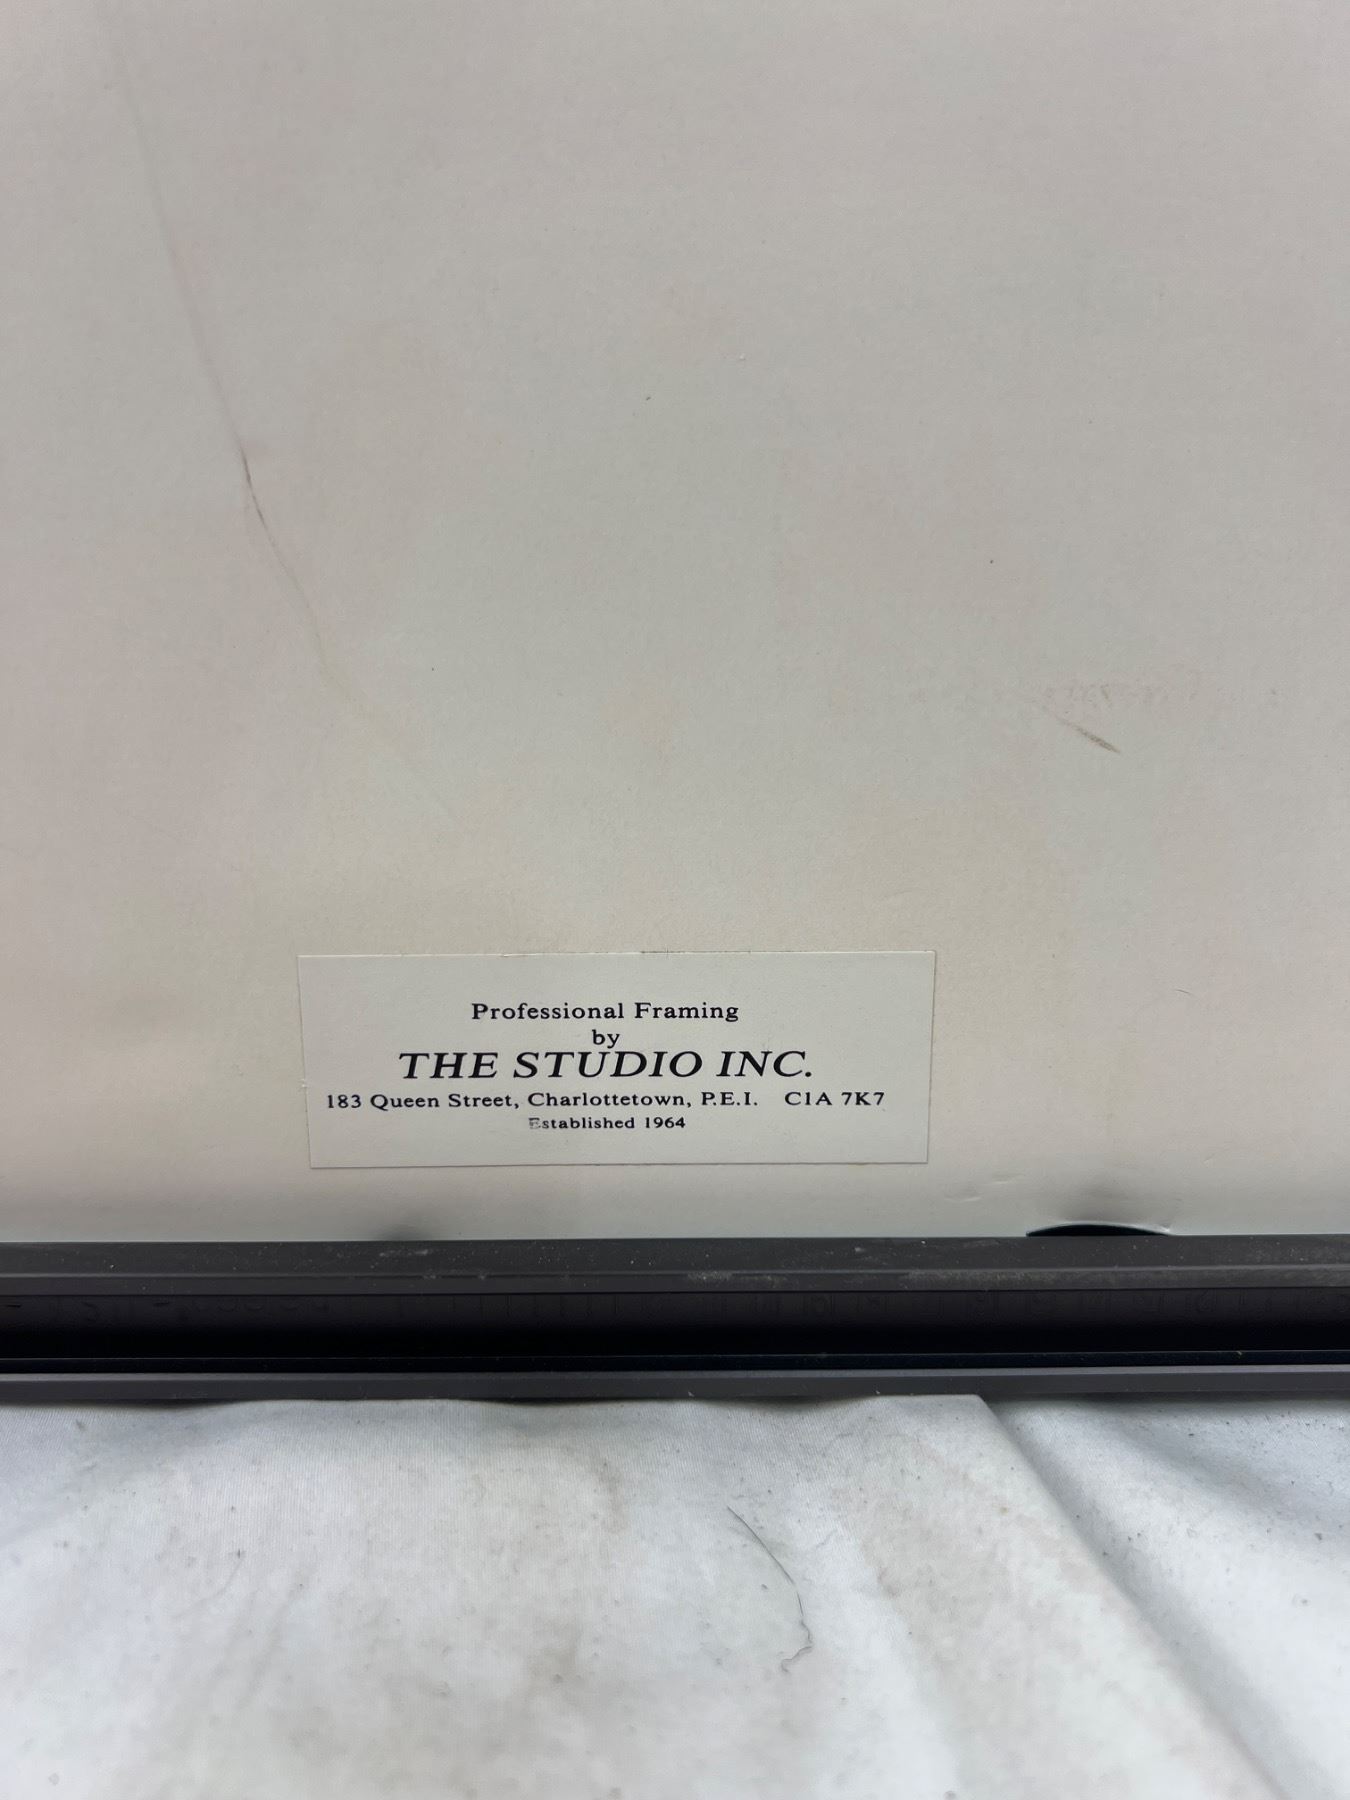 Professional Framing
by
THE STUDIO INC.
183 Queen Street, Charlottetown, P.E.I. C1A 7K7
Established 1964